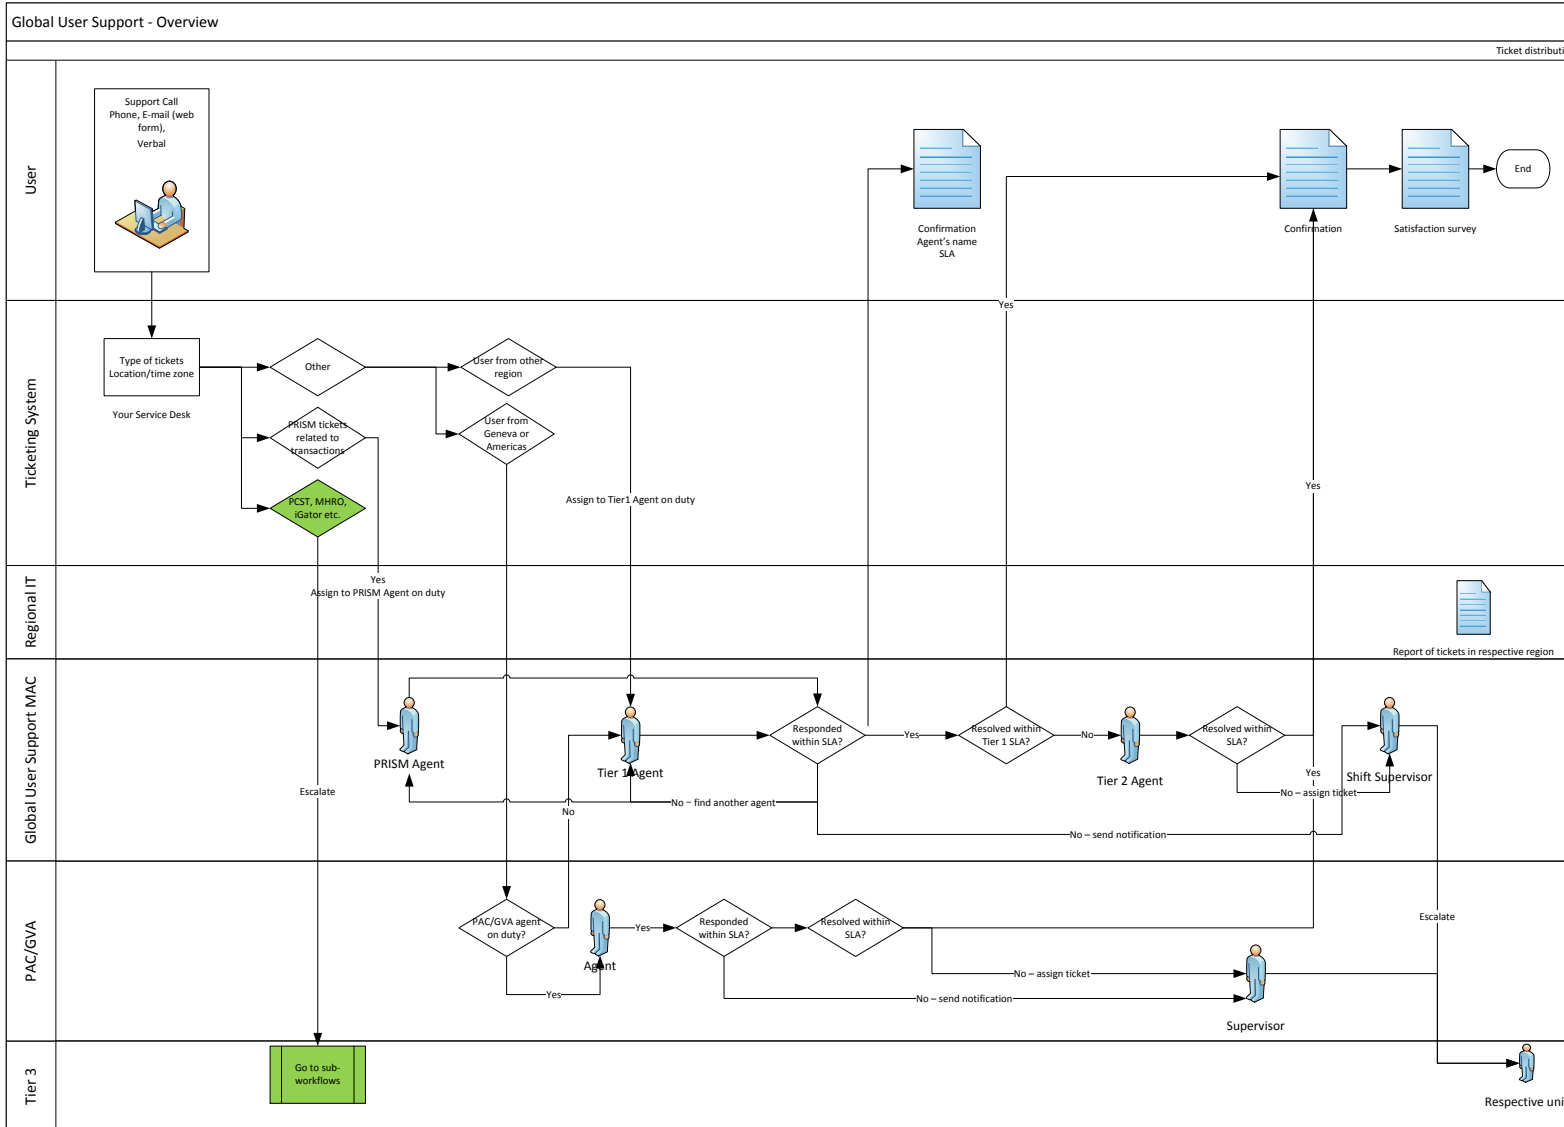 Global User Support - Overview
Ticket distributi
User
Support Call
Phone, E-mail (web
form),
Verbal
Confirmation
Agent's name
SLA
Confirmation
Satisfaction survey
End
Yes
Ticketing System
Type of tickets
Location/time zone
Your Service Desk
Other
User from other
region
PRISM tickets
related to
transactions
User from
Geneva or
Americas
PCST, MHRO,
iGator etc.
Assign to Tier1 Agent on duty
Yes
Regional IT
Yes
Assign to PRISM Agent on duty
Report of tickets in respective region
Global User Support MAC
PRISM Agent
Tier 1 Agent
Responded
within SLA?
Yes
Resolved within
Tier 1 SLA?
No
Tier 2 Agent
Resolved within
SLA?
Yes
Shift Supervisor
Escalate
No – find another agent
No
No – assign ticket
No – send notification
PAC/GVA
PAC/GVA agent
on duty?
Yes
Agent
Yes
Responded
within SLA?
Resolved within
SLA?
No – assign ticket
No – send notification
Supervisor
Escalate
Tier 3
Go to sub-
workflows
Respective uni